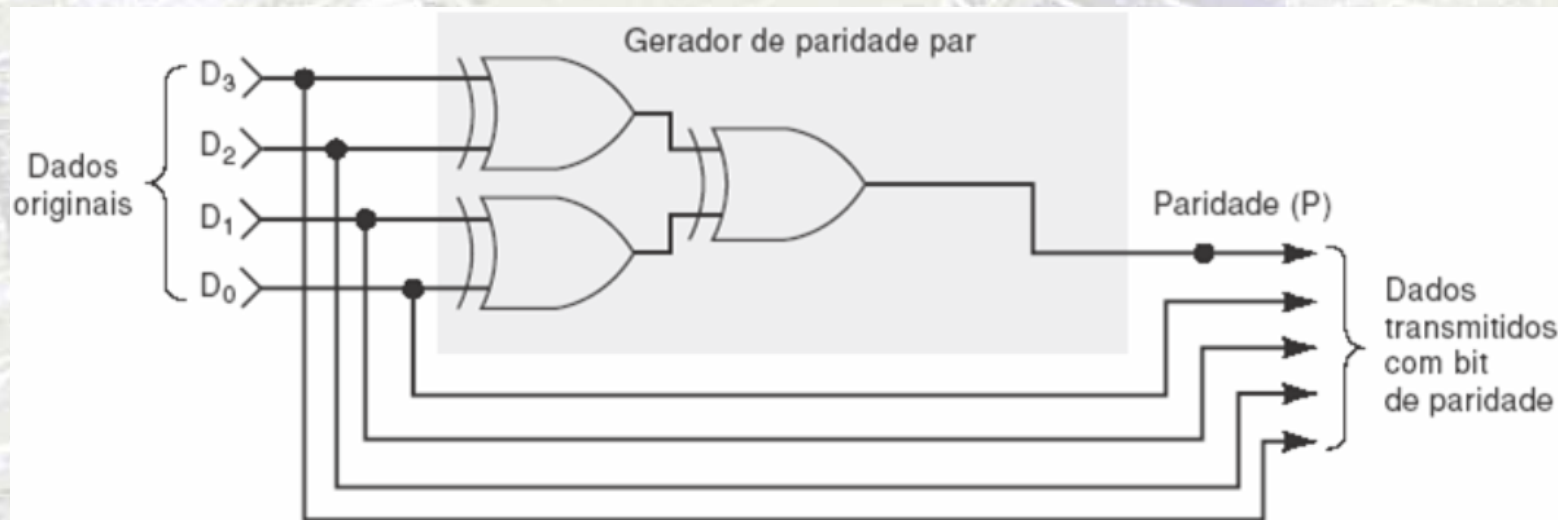 Gerador de paridade par
D₃
D₂
D₁
D₀
Dados
originais
Paridade (P)
Dados
transmitidos
com bit
de paridade